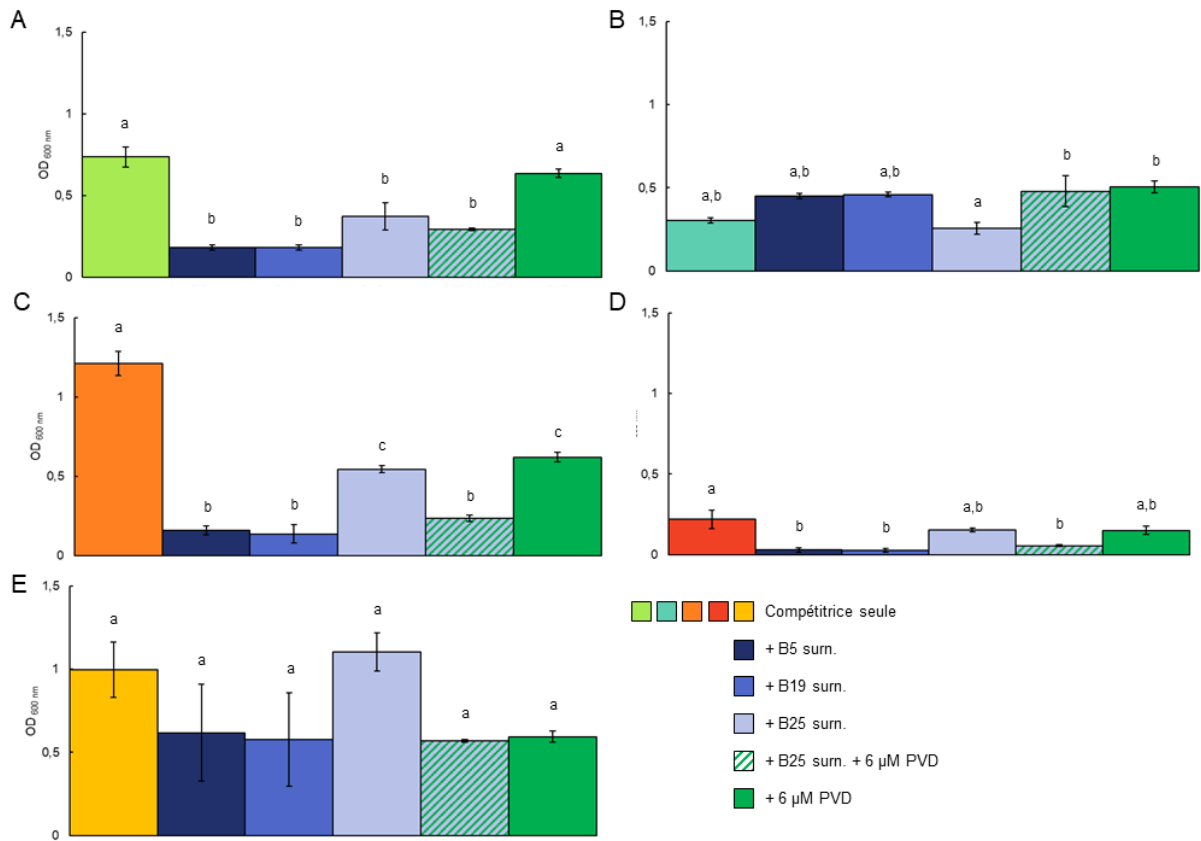 A
1,5
1
0,5
0
OD 600 nm
a
b
b
b
b
a
B
1,5
1
0,5
0
a,b
a,b
a,b
a
b
b
C
1,5
1
0,5
0
OD 600 nm
a
b
b
c
b
c
D
1,5
1
0,5
0
a
b
b
a,b
b
a,b
E
1,5
1
0,5
0
OD 600 nm
a
a
a
a
a
a
Compétitrice seule
+ B5 surn.
+ B19 surn.
+ B25 surn.
+ B25 surn. + 6 µM PVD
+ 6 µM PVD